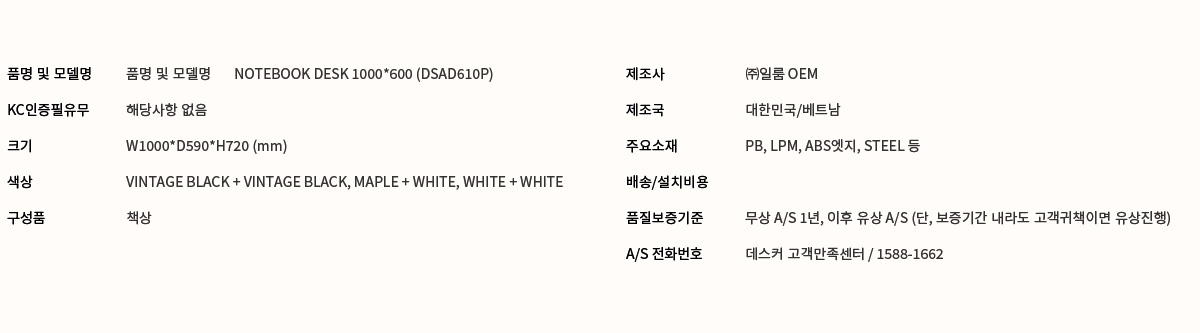 품명 및 모델명 품명 및 모델명 NOTEBOOK DESK 1000*600 (DSAD610P)
KC인증필유무 해당사항 없음
크기 W1000*D590*H720 (mm)
색상 VINTAGE BLACK + VINTAGE BLACK, MAPLE + WHITE, WHITE + WHITE
구성품 책상
제조사 ㈜일룸 OEM
제조국 대한민국/베트남
주요소재 PB, LPM, ABS엣지, STEEL 등
배송/설치비용
품질보증기준 무상 A/S 1년, 이후 유상 A/S (단, 보증기간 내라도 고객귀책이면 유상진행)
A/S 전화번호 데스커 고객만족센터 / 1588-1662